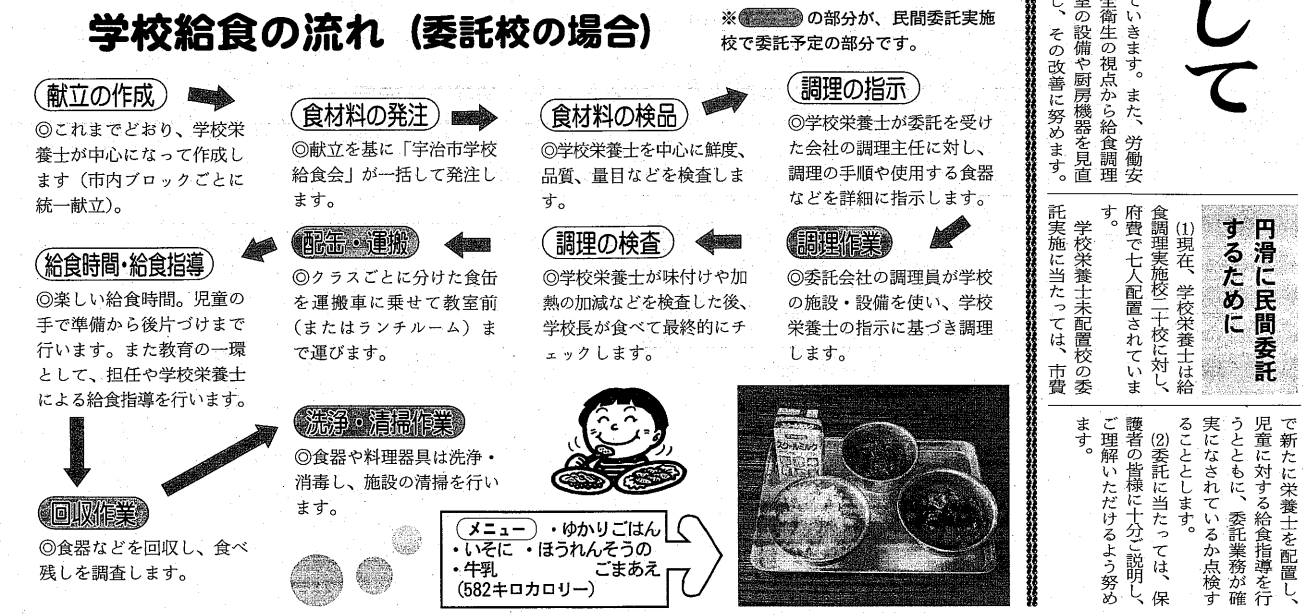 学校給食の流れ（委託校の場合）
※　　　の部分が、民間委託実施
校で委託予定の部分です。
献立の作成
◎これまでどおり、学校栄
養士が中心になって作成し
ます（市内ブロックごとに
統一献立）。
食材料の発注
◎献立を基に「宇治市学校
給食会」が一括して発注し
ます。
食材料の検品
◎学校栄養士を中心に鮮度、
品質、量目などを検査しま
す。
調理の指示
◎学校栄養士が委託を受け
た会社の調理主任に対し、
調理の手順や使用する食器
などを詳細に指示します。
調理作業
◎委託会社の調理員が学校
の施設・設備を使い、学校
栄養士の指示に基づき調理
します。
調理の検査
◎学校栄養士が味付けや加
熱の加減などを検査した後、
学校長が食べて最終的にチ
ェックします。
配缶・運搬
◎クラスごとに分けた食缶
を運搬車に乗せて教室前
（またはランチルーム）ま
で運びます。
給食時間・給食指導
◎楽しい給食時間。児童の
手で準備から後片づけまで
行います。また教育の一環
として、担任や学校栄養士
による給食指導を行います。
回収作業
◎食器などを回収し、食べ
残しを調査します。
洗浄・清掃作業
◎食器や料理器具は洗浄・
消毒し、施設の清掃を行い
ます。
メニュー ・ゆかりごはん
・いそに ・ほうれんそうの
・牛乳 ごまあえ
（582キロカロリー）
スクールミルク
して
ていきます。また、労働安
全衛生の視点から給食調理
室の設備や厨房機器を見直
し、その改善に努めます。
円滑に民間委託
するために
(1)現在、学校栄養士は給
食調理実施校二十校に対し、
府費で七人配置されていま
す。
学校栄養士未配置校の委
託実施に当たっては、市費
で新たに栄養士を配置し、
児童に対する給食指導を行
うとともに、委託業務が確
実になされているか点検す
ることとします。
(2)委託に当たっては、保
護者の皆様に十分ご説明し、
ご理解いただけるよう努め
ます。